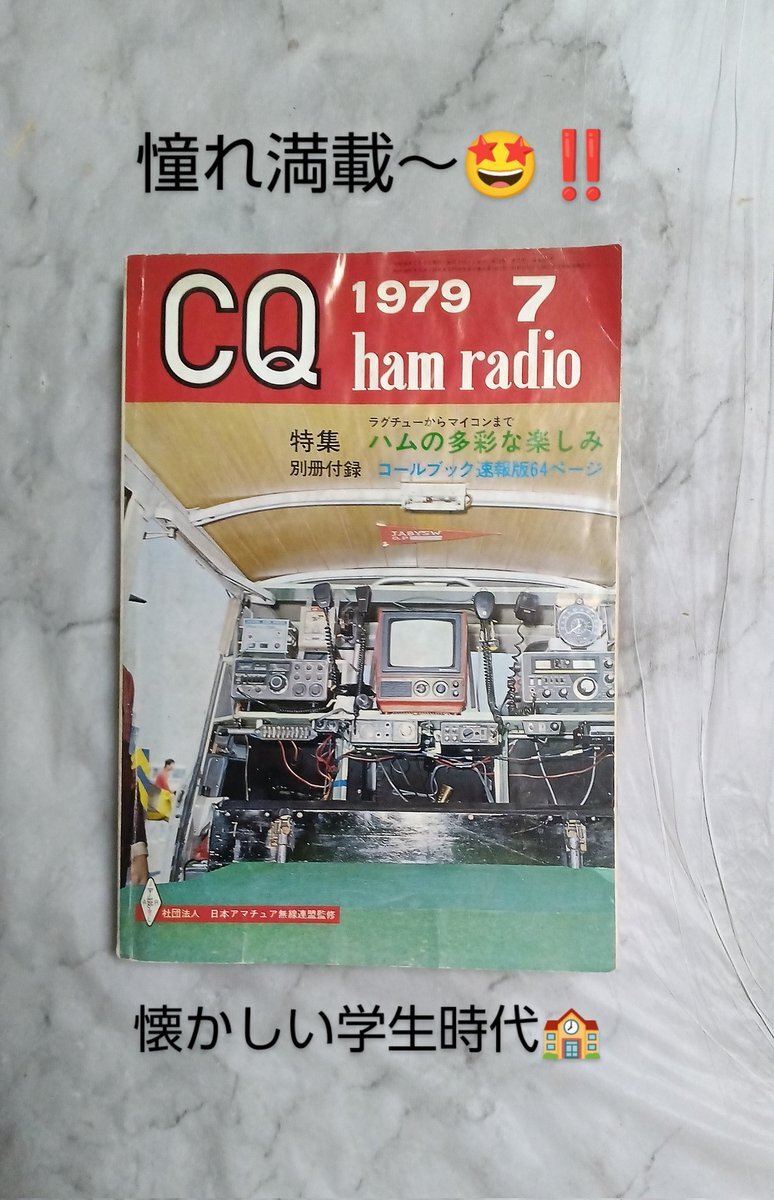 憧れ満載〜🤩‼️
CQ
1979 7
ham radio
ラグチューからマイコンまで
特集 ハムの多彩な楽しみ
別冊付録 コールブック速報版64ページ
社団法人 日本アマチュア無線連盟監修
懐かしい学生時代🏫